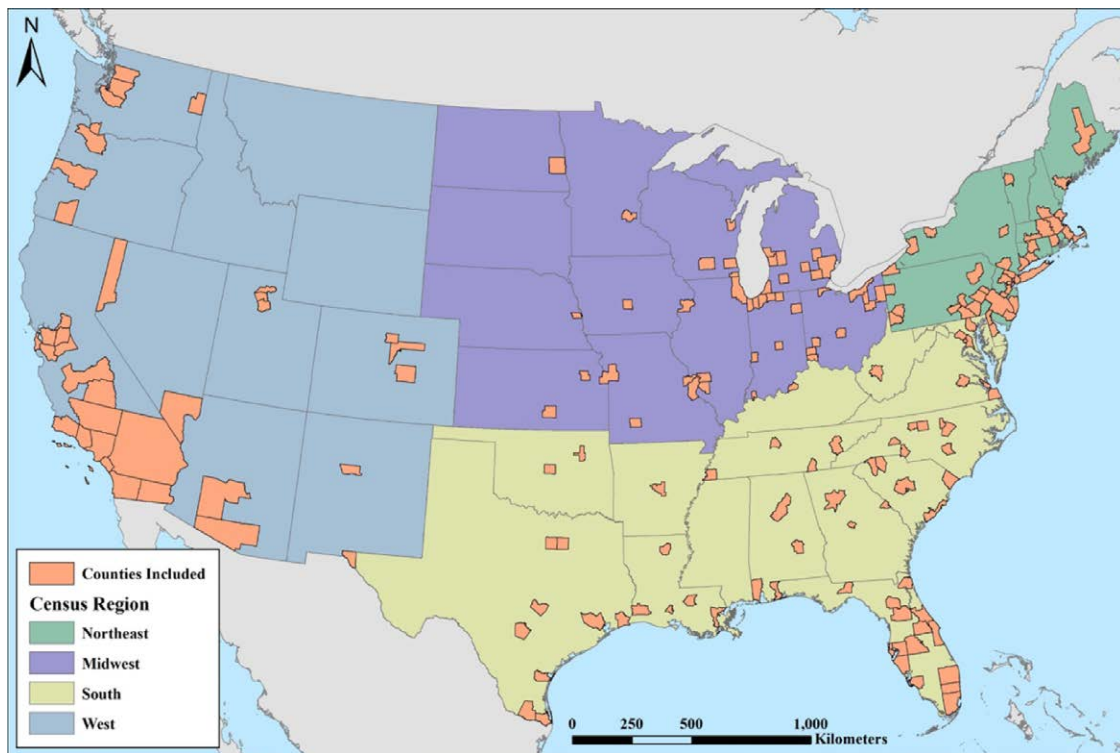 N
Counties Included
Census Region
Northeast
Midwest
South
West
0 250 500 1,000
Kilometers